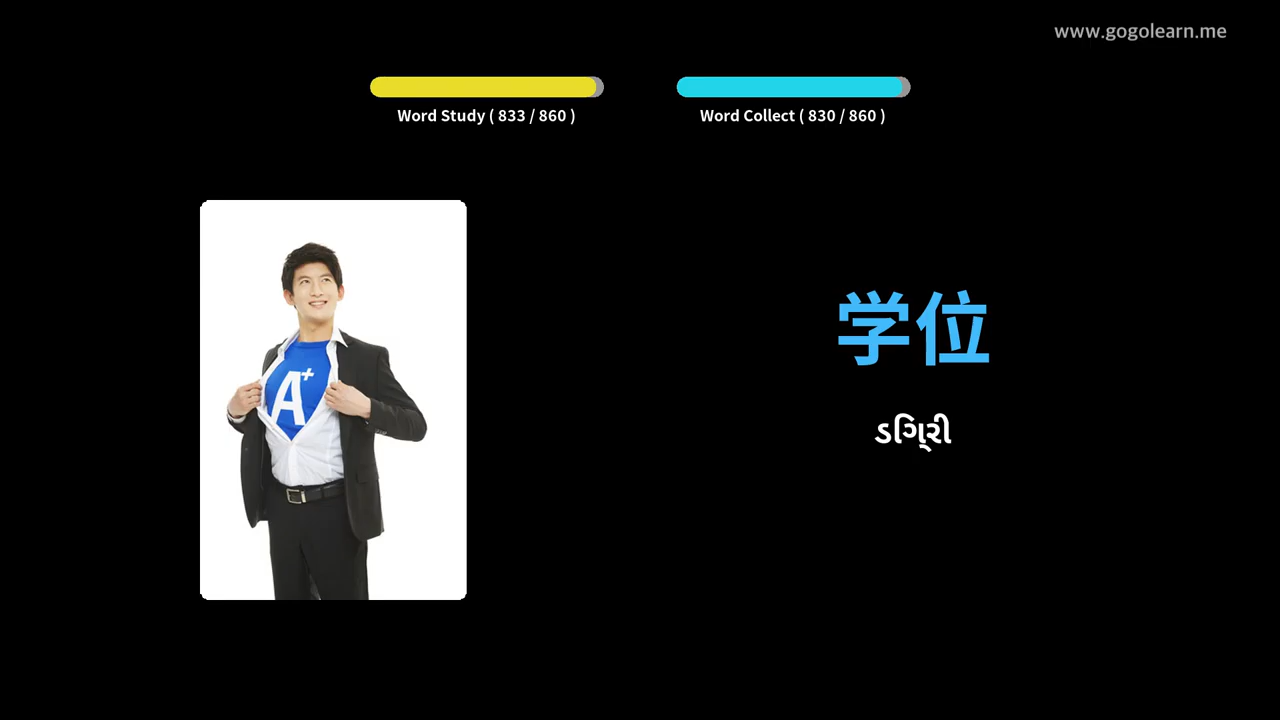 www.gogolearn.me
Word Study ( 833 / 860 )
Word Collect ( 830 / 860 )
A+
学位
ડિગ્રી